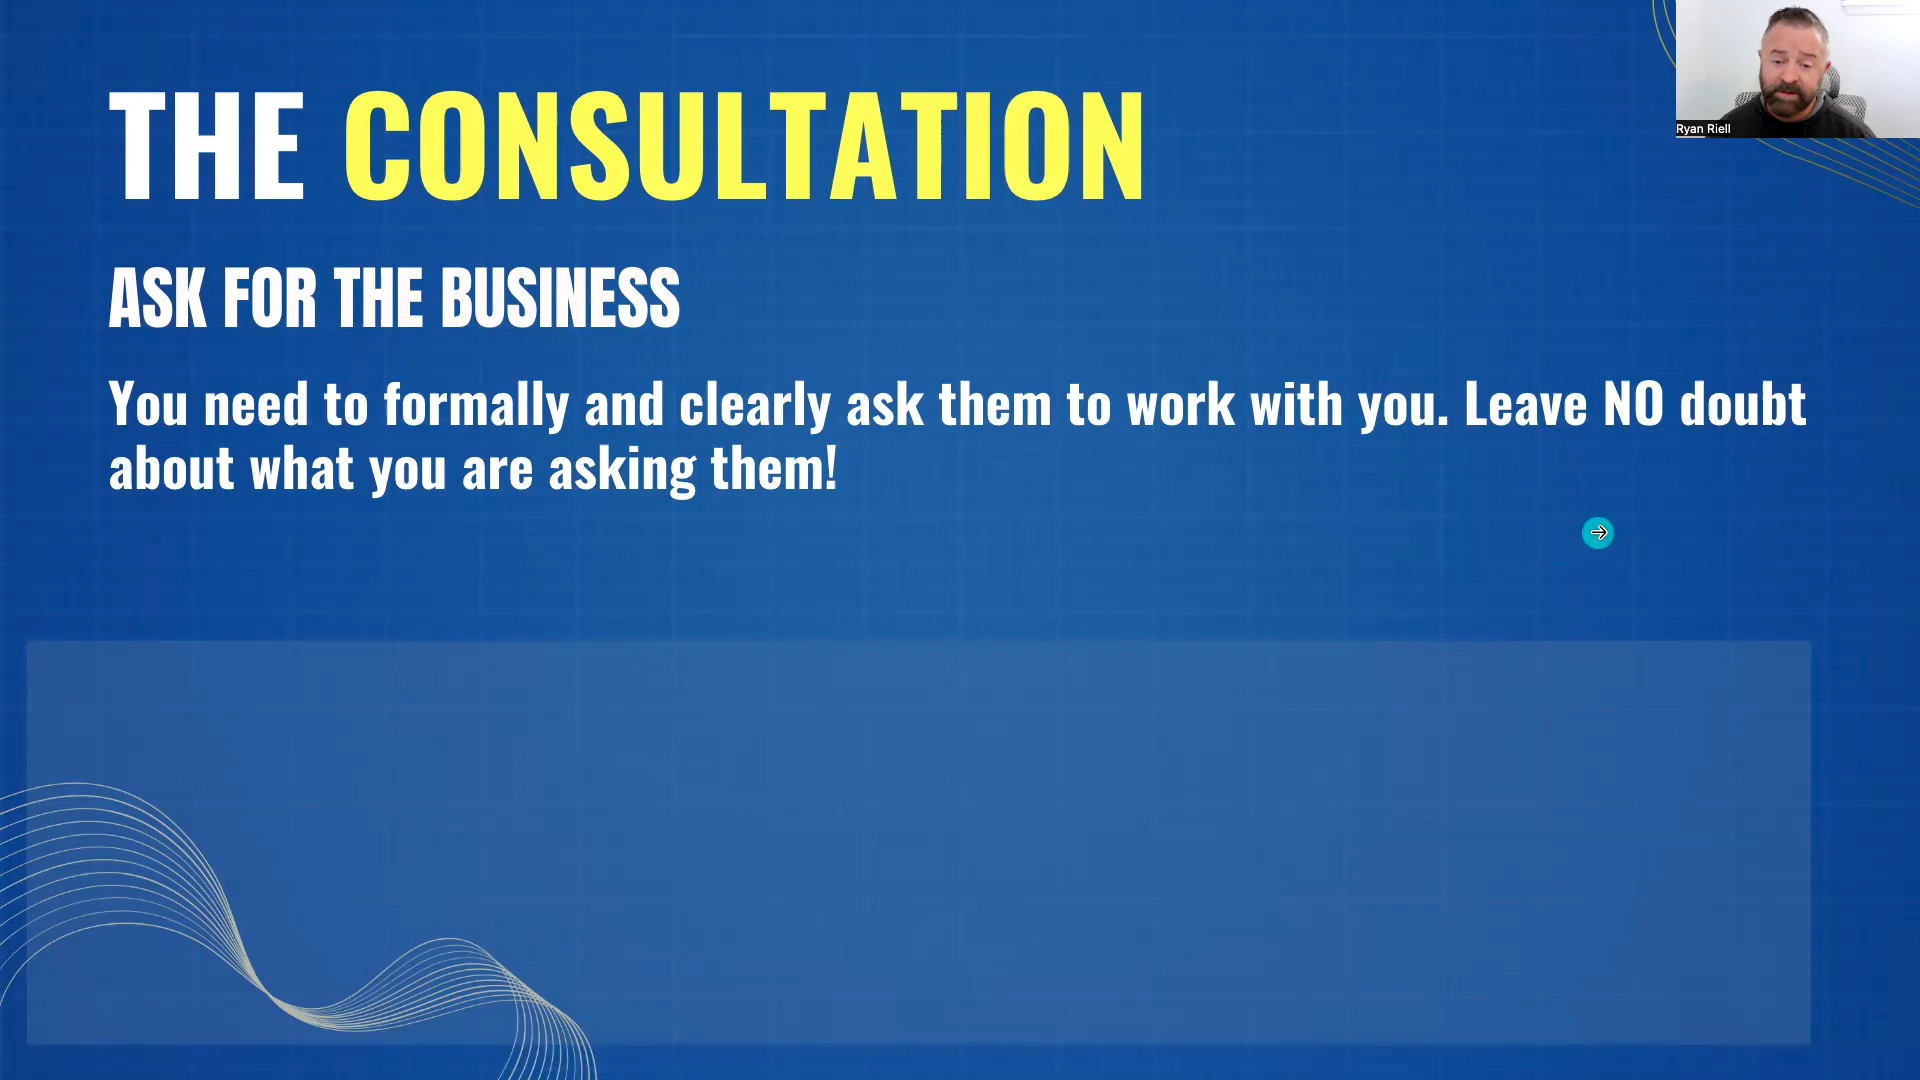 THE CONSULTATION
Ryan Riell
ASK FOR THE BUSINESS
You need to formally and clearly ask them to work with you. Leave NO doubt
about what you are asking them!